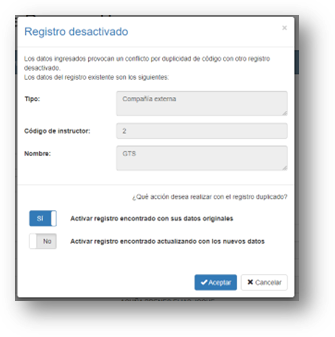 Registro desactivado
×
Los datos ingresados provocan un conflicto por duplicidad de código con otro registro
desactivado.
Los datos del registro existente son los siguientes:
Tipo:
Compañía externa
Código de instructor:
2
Nombre:
GTS
¿Qué acción desea realizar con el registro duplicado?
SI
Activar registro encontrado con sus datos originales
No
Activar registro encontrado actualizando con los nuevos datos
Aceptar
Cancelar